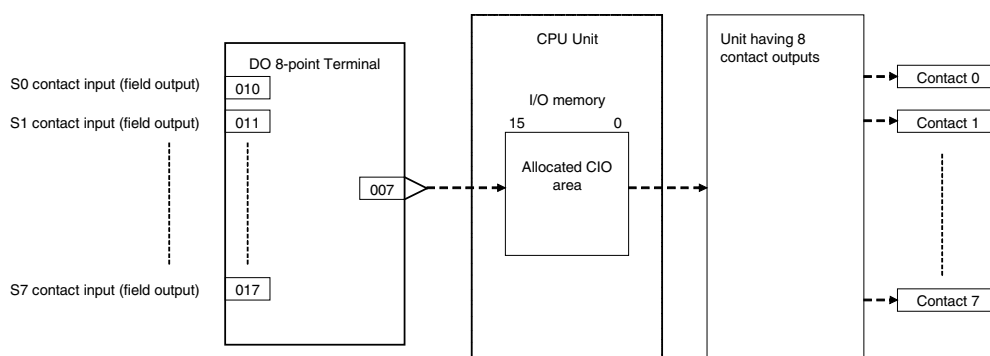 CPU Unit
Unit having 8
contact outputs
DO 8-point Terminal
S0 contact input (field output)
010
Contact 0
I/O memory
S1 contact input (field output)
011
15
0
Contact 1
Allocated CIO
area
007
S7 contact input (field output)
017
Contact 7